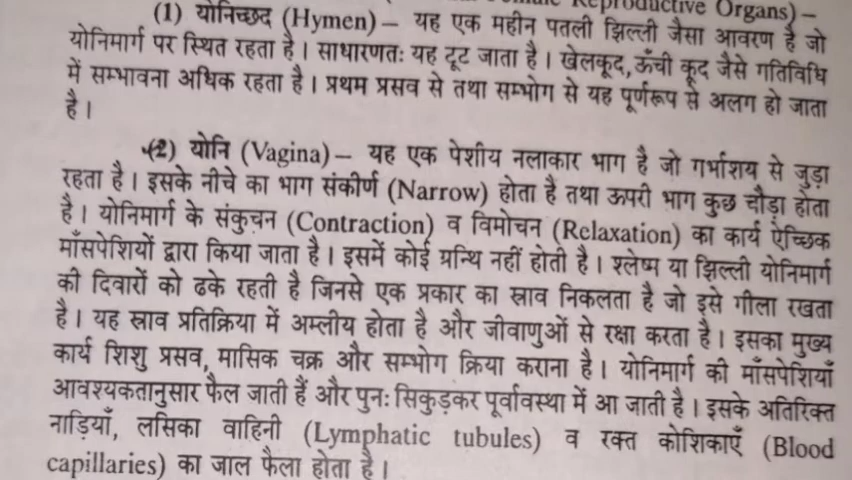 Reproductive Organs)–
(1) योनिच्छद (Hymen)– यह एक महीन पतली झिल्ली जैसा आवरण है जो
योनिमार्ग पर स्थित रहता है। साधारणतः यह टूट जाता है। खेलकूद, ऊँची कूद जैसे गतिविधि
में सम्भावना अधिक रहता है। प्रथम प्रसव से तथा सम्भोग से यह पूर्णरूप से अलग हो जाता
है।
(2) योनि (Vagina)– यह एक पेशीय नलाकार भाग है जो गर्भाशय से जुड़ा
रहता है। इसके नीचे का भाग संकीर्ण (Narrow) होता है तथा ऊपरी भाग कुछ चौड़ा होता
है। योनिमार्ग के संकुचन (Contraction) व विमोचन (Relaxation) का कार्य ऐच्छिक
माँसपेशियों द्वारा किया जाता है। इसमें कोई ग्रन्थि नहीं होती है। श्लेष्म या झिल्ली योनिमार्ग
की दिवारों को ढके रहती है जिनसे एक प्रकार का स्राव निकलता है जो इसे गीला रखता
है। यह स्राव प्रतिक्रिया में अम्लीय होता है और जीवाणुओं से रक्षा करता है। इसका मुख्य
कार्य शिशु प्रसव, मासिक चक्र और सम्भोग क्रिया कराना है। योनिमार्ग की माँसपेशियाँ
आवश्यकतानुसार फैल जाती हैं और पुनः सिकुड़कर पूर्वावस्था में आ जाती है। इसके अतिरिक्त
नाड़ियाँ, लसिका वाहिनी (Lymphatic tubules) व रक्त कोशिकाएँ (Blood
capillaries) का जाल फैला होता है।